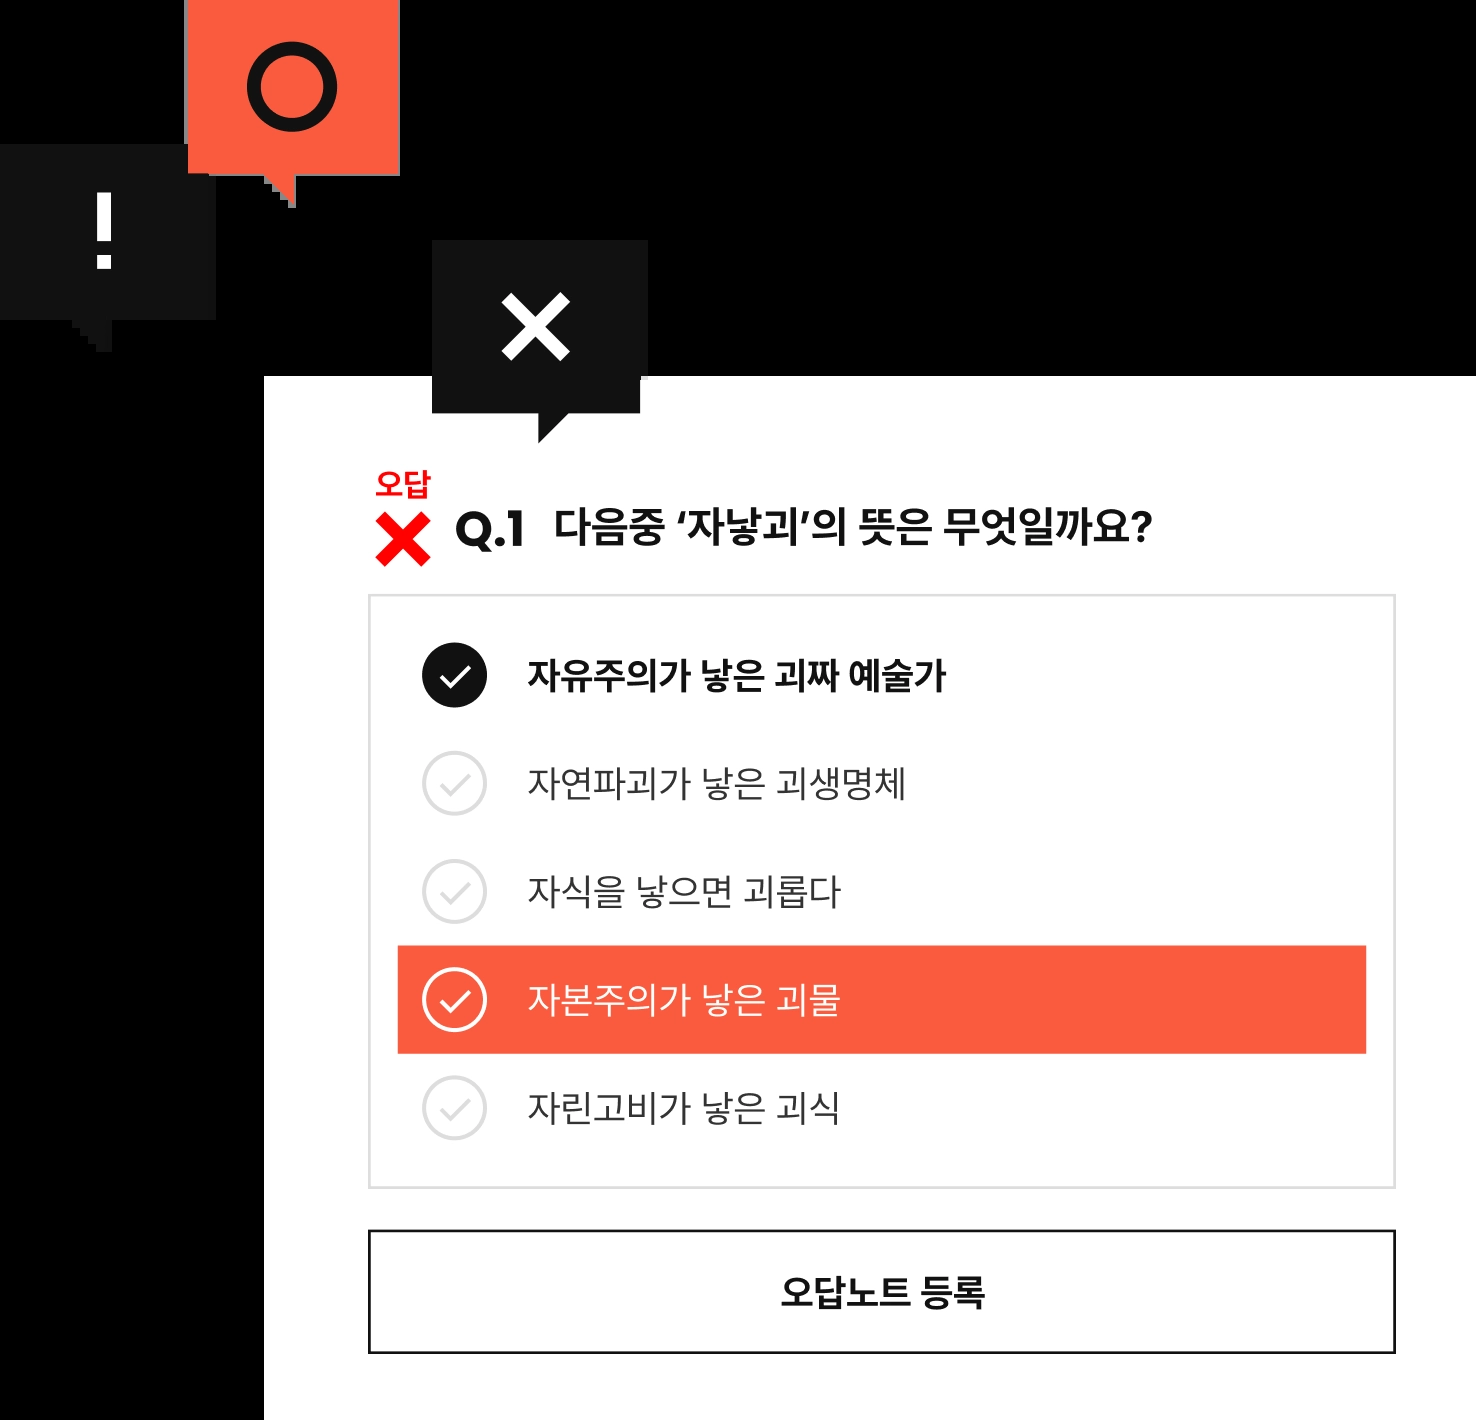 !
오답
Q.1 다음중 ‘자낳괴’의 뜻은 무엇일까요?
자유주의가 낳은 괴짜 예술가
자연파괴가 낳은 괴생명체
자식을 낳으면 괴롭다
자본주의가 낳은 괴물
자린고비가 낳은 괴식
오답노트 등록